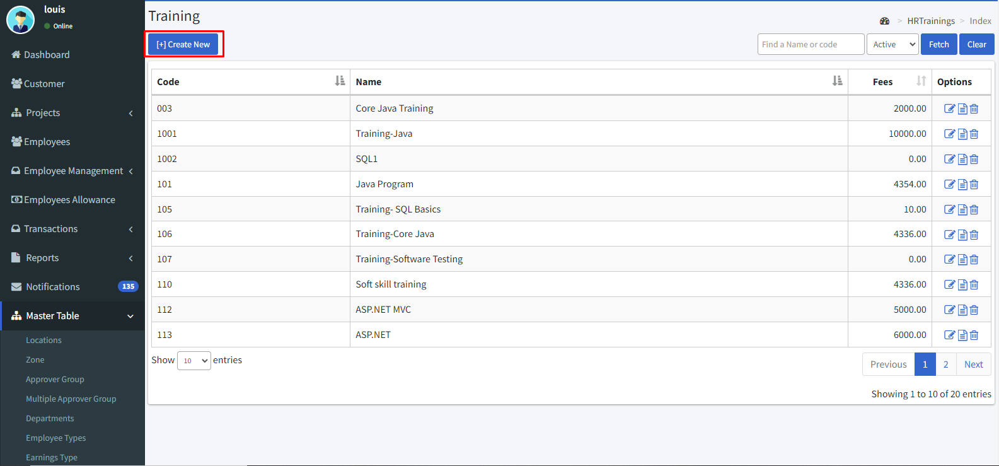 louis
Online
Dashboard
Customer
Projects
Employees
Employee Management
Employees Allowance
Transactions
Reports
Notifications 135
Master Table
Locations
Zone
Approver Group
Multiple Approver Group
Departments
Employee Types
Earnings Type
Training
> HRTrainings > Index
[+] Create New
Find a Name or code Active Fetch Clear
Code Name Fees Options
003 Core Java Training 2000.00
1001 Training-Java 10000.00
1002 SQL1 0.00
101 Java Program 4354.00
105 Training- SQL Basics 10.00
106 Training-Core Java 4336.00
107 Training-Software Testing 0.00
110 Soft skill training 4336.00
112 ASP.NET MVC 5000.00
113 ASP.NET 6000.00
Show 10 entries
Previous 1 2 Next
Showing 1 to 10 of 20 entries